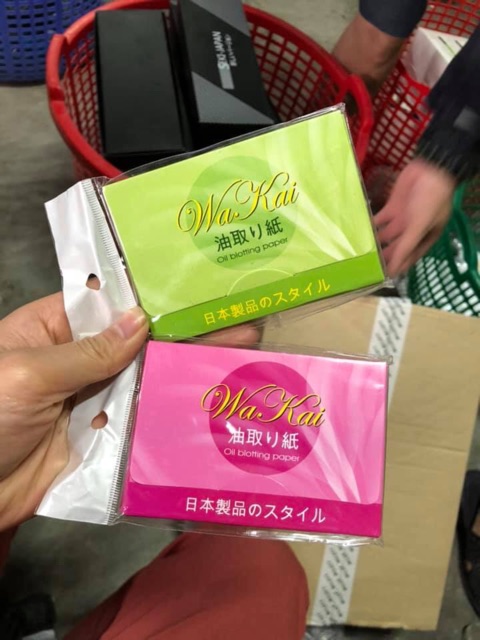 WaKai
油取り紙
Oil blotting paper
日本製品のスタイル
WaKai
油取り紙
Oil blotting paper
日本製品のスタイル